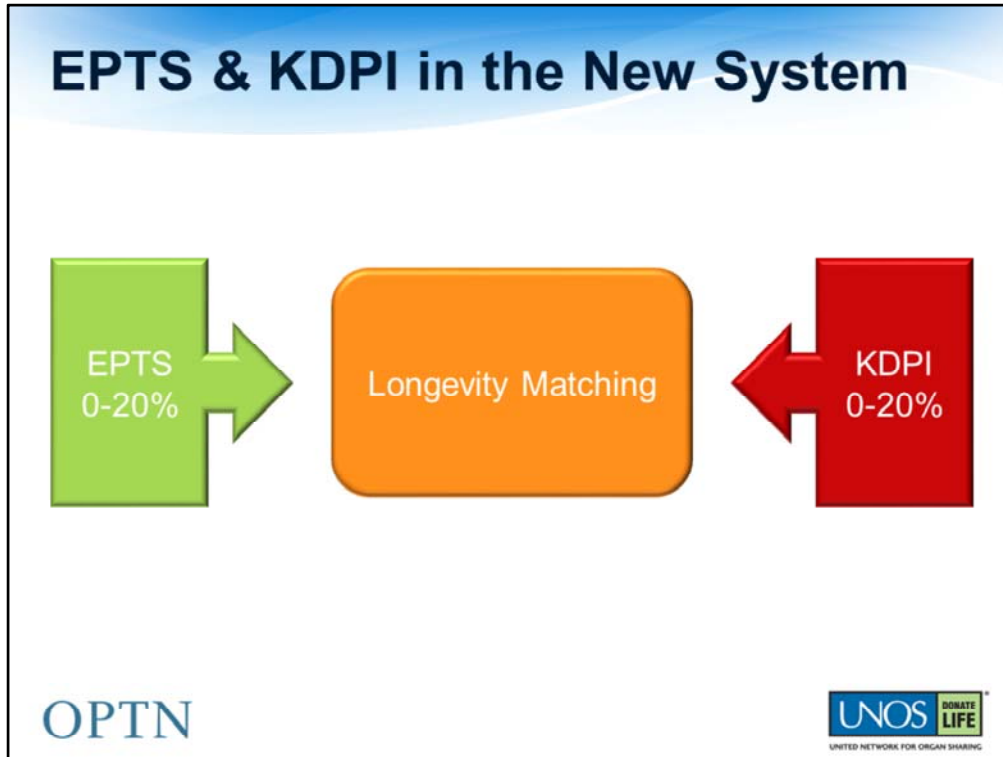 EPTS & KDPI in the New System
EPTS
0-20%
Longevity Matching
KDPI
0-20%
OPTN
UNOS
DONATE
LIFE
UNITED NETWORK FOR ORGAN SHARING